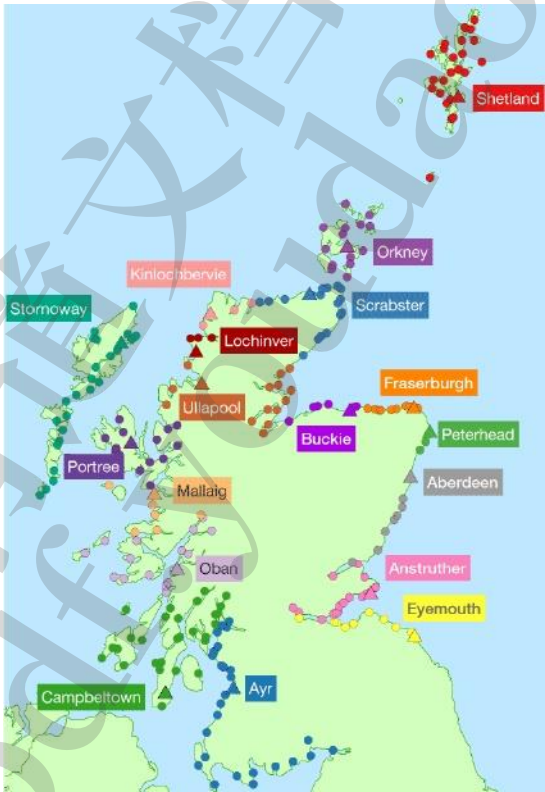 Shetland
Orkney
Kinlochbervie
Stornoway
Scrabster
Lochinver
Fraserburgh
Ullapool
Buckie
Peterhead
Portree
Aberdeen
Mallaig
Oban
Anstruther
Eyemouth
Ayr
Campbeltown